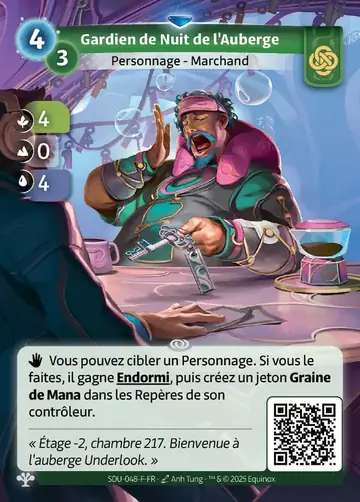 4
Gardien de Nuit de l'Auberge
3
Personnage - Marchand
4
0
4
Vous pouvez cibler un Personnage. Si vous le
faites, il gagne Endormi, puis créez un jeton Graine
de Mana dans les Repères de son
contrôleur.
« Étage -2, chambre 217. Bienvenue à
l'auberge Underlook. »
SDU-048-F-FR - Anh Tung - ™ & © 2025 Equinox